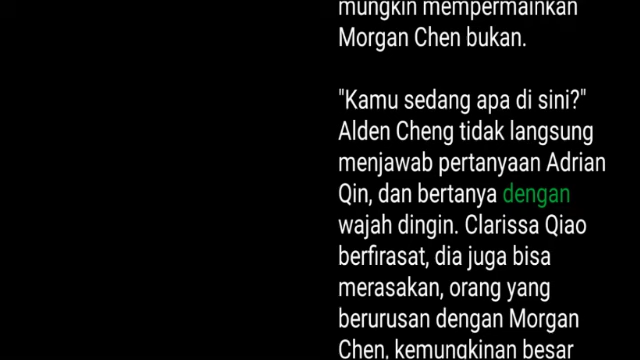 mungkin mempermainkan
Morgan Chen bukan.
"Kamu sedang apa di sini?"
Alden Cheng tidak langsung
menjawab pertanyaan Adrian
Qin, dan bertanya dengan
wajah dingin. Clarissa Qiao
berfirasat, dia juga bisa
merasakan, orang yang
berurusan dengan Morgan
Chen, kemungkinan besar